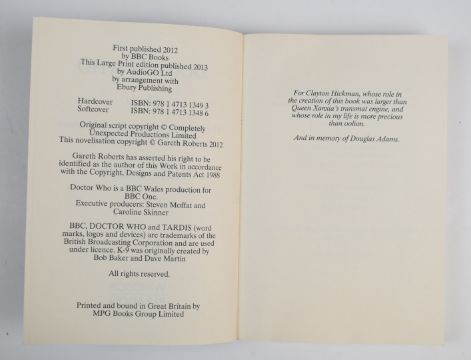 First published 2012
by BBC Books
This Large Print edition published 2013
by AudioGO Ltd
by arrangement with
Ebury Publishing
Hardcover ISBN: 978 1 4713 1349 3
Softcover ISBN: 978 1 4713 1348 6
Original script copyright © Completely
Unexpected Productions Limited
This novelisation copyright © Gareth Roberts 2012
Gareth Roberts has asserted his right to be
identified as the author of this Work in accordance
with the Copyright, Designs and Patents Act 1988
Doctor Who is a BBC Wales production for
BBC One.
Executive producers: Steven Moffat and
Caroline Skinner
BBC, DOCTOR WHO and TARDIS (word
marks, logos and devices) are trademarks of the
British Broadcasting Corporation and are used
under licence. K-9 was originally created by
Bob Baker and Dave Martin
All rights reserved.
Printed and bound in Great Britain by
MPG Books Group Limited
For Clayton Hickman, whose role in
the creation of this book was larger than
Queen Xanxia's transmat engine, and
whose role in my life is more precious
than oolion.
And in memory of Douglas Adams.